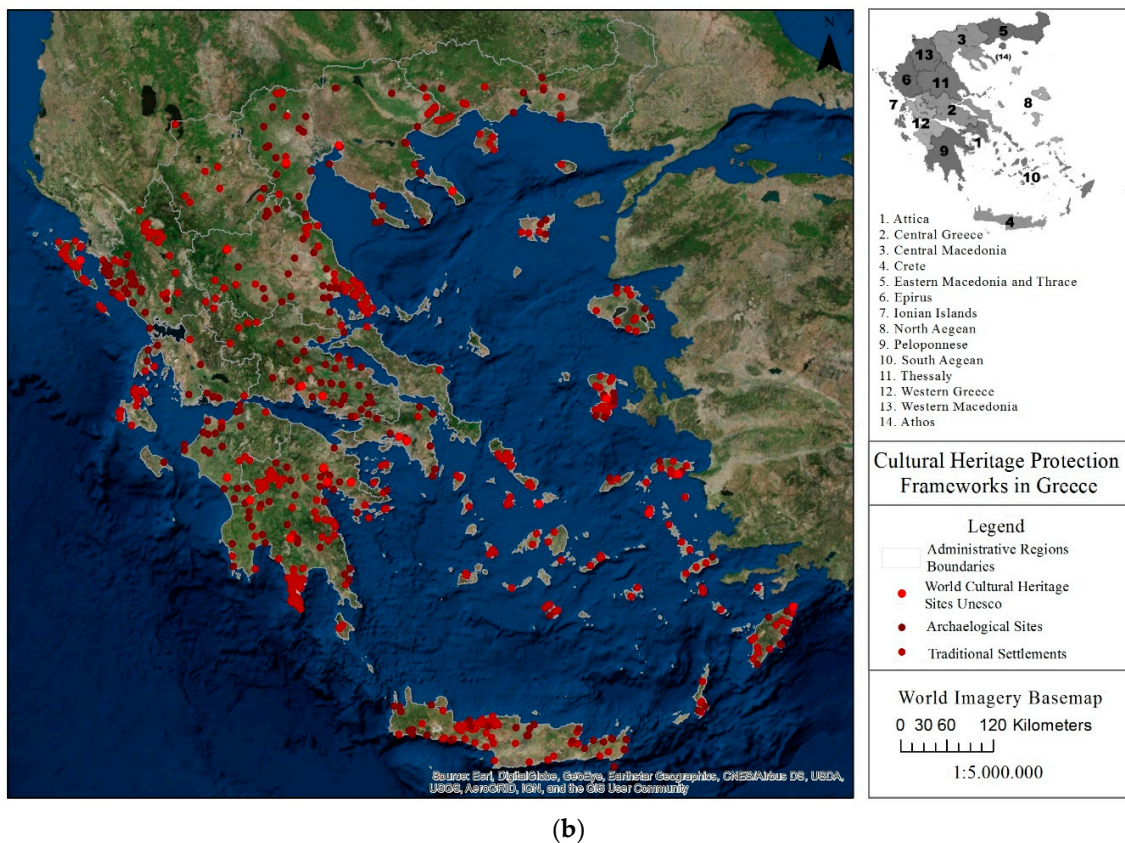 N
Source: Esri, DigitalGlobe, GeoEye, Earthstar Geographics, CNES/Airbus DS, USDA,
USGS, AeroGRID, IGN, and the GIS User Community
5
3
13
(14)
6
11
7
8
2
12
1
9
10
4
1. Attica
2. Central Greece
3. Central Macedonia
4. Crete
5. Eastern Macedonia and Thrace
6. Epirus
7. Ionian Islands
8. North Aegean
9. Peloponnese
10. South Aegean
11. Thessaly
12. Western Greece
13. Western Macedonia
14. Athos
Cultural Heritage Protection
Frameworks in Greece
Legend
Administrative Regions
Boundaries
World Cultural Heritage
Sites Unesco
Archaelogical Sites
Traditional Settlements
World Imagery Basemap
0 30 60 120 Kilometers
1:5.000.000
(b)